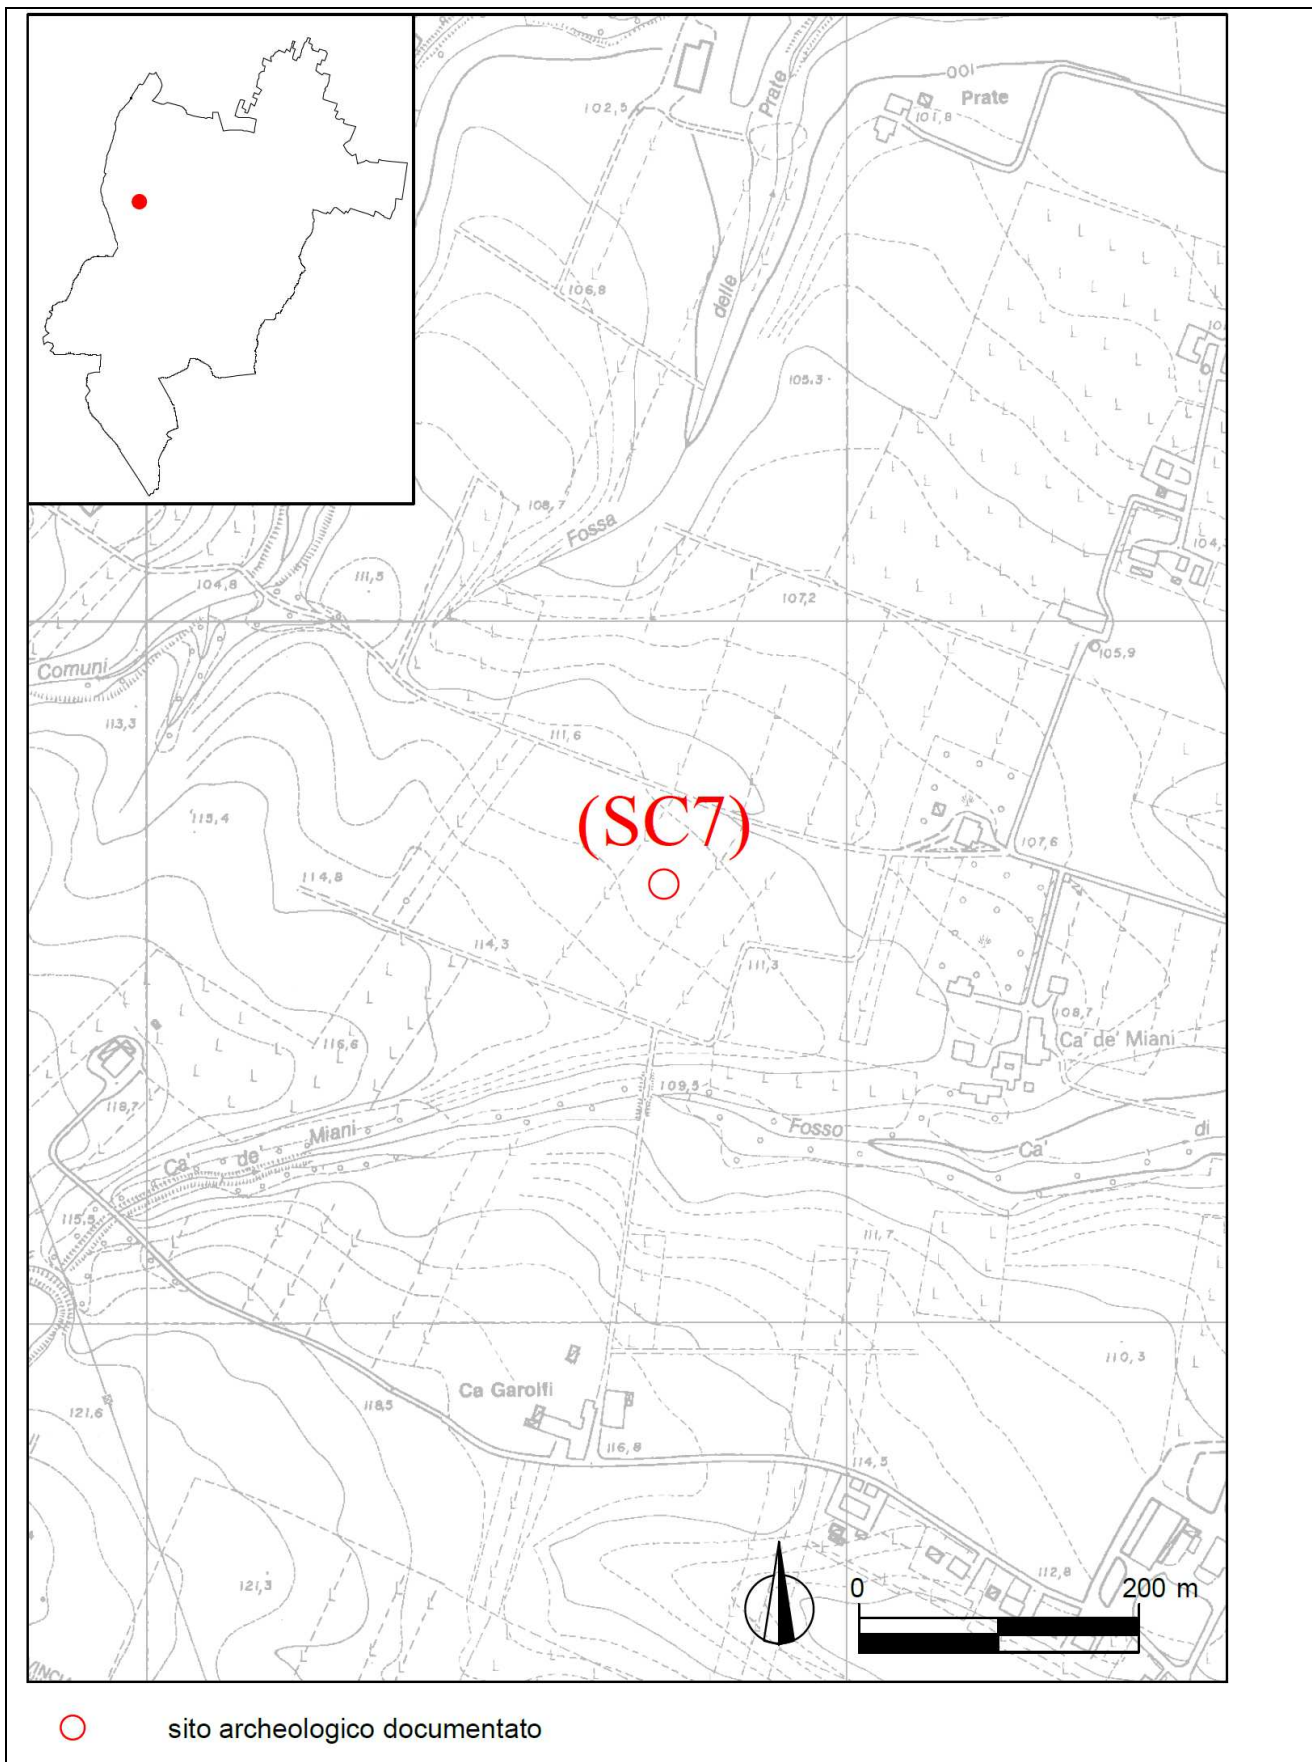 100
Prate
Prate
102,5
101,8
delle
106,8
105,3
108,7
Fossa
104,
104,8
111,5
107,2
Comuni
105,9
113,3
111,6
(SC7)
107,6
114,8
114,3
111,3
108,7
Ca' de' Miani
116,6
109,5
118,7
Fosso
di
Ca'
Ca' de' Miani
115,5
111,7
110,3
Ca Garolfi
118,5
121,6
116,8
114,5
112,8
121,3
0
200 m
sito archeologico documentato